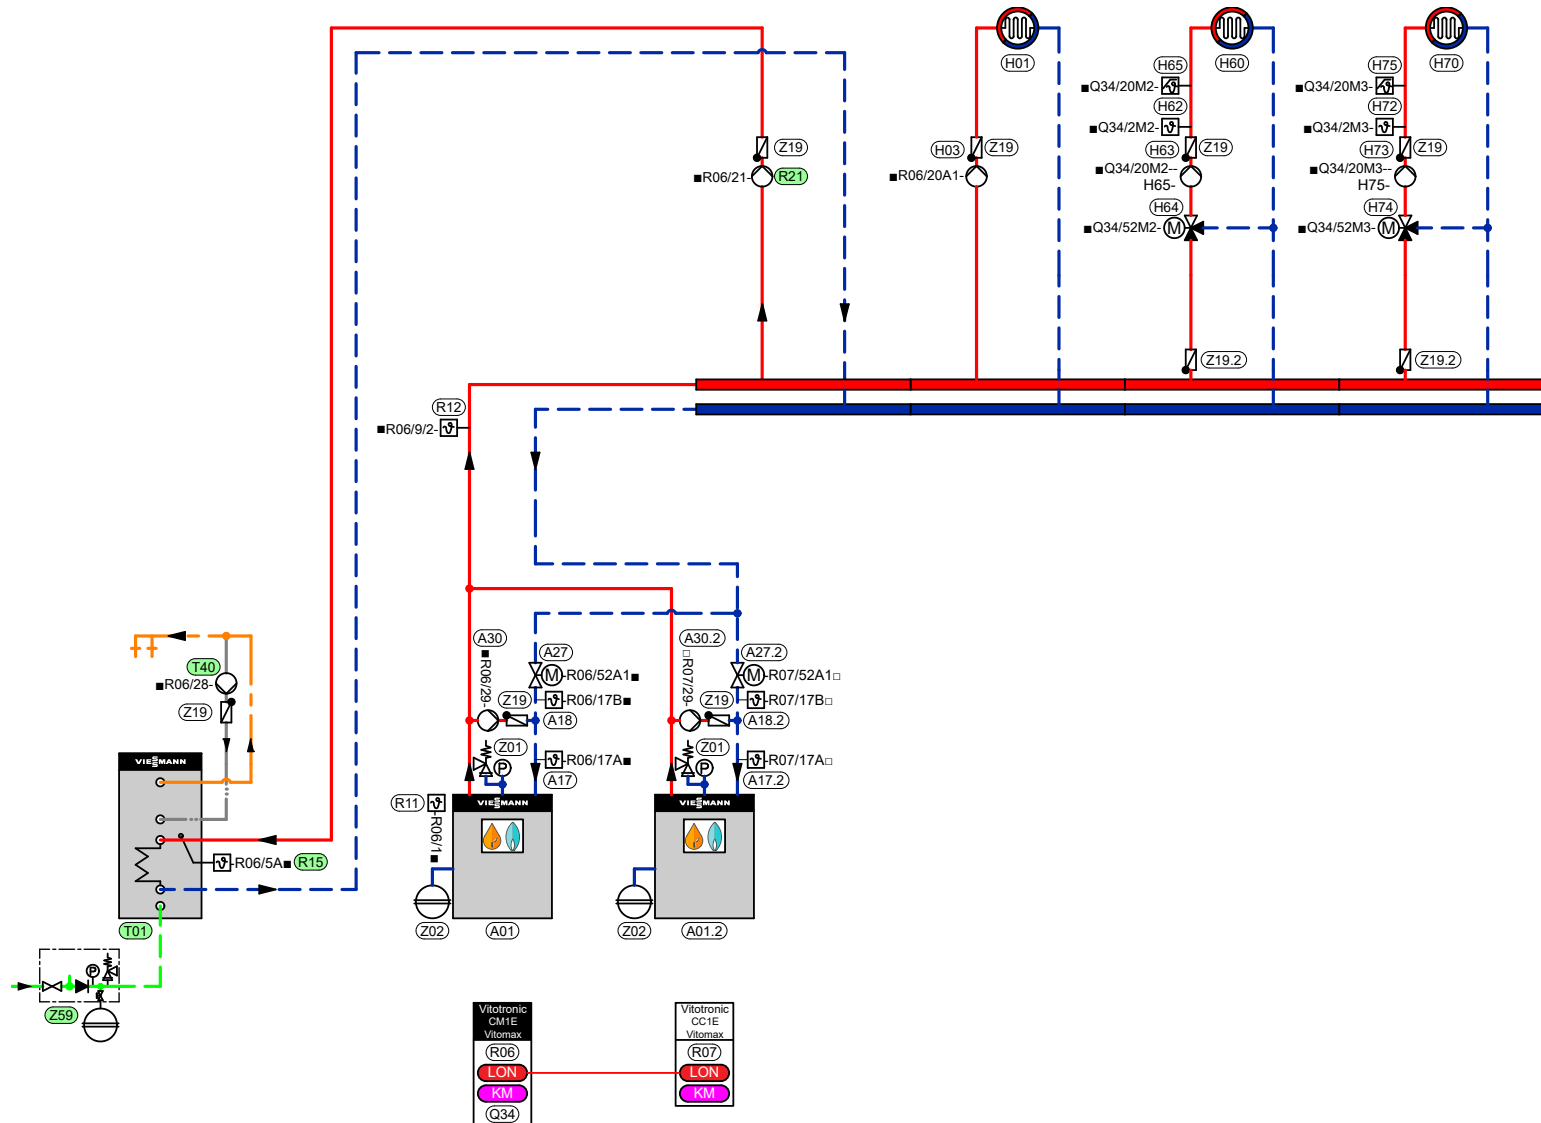 H01
H65
■Q34/20M2-
H62
■Q34/2M2-
H60
H75
■Q34/20M3-
H72
■Q34/2M3-
H70
Z19
■R06/21-
R21
H03
Z19
■R06/20A1-
H63
Z19
■Q34/20M2--
H65-
H64
■Q34/52M2-
M
H73
Z19
■Q34/20M3--
H75-
H74
■Q34/52M3-
M
Z19.2
Z19.2
R12
■R06/9/2-
T40
■R06/28-
Z19
A30
■R06/29-
A27
M
-R06/52A1■
-R06/17B■
Z19
A18
Z01
P
-R06/17A■
A17
A30.2
□R07/29-
A27.2
M
-R07/52A1□
-R07/17B□
Z19
A18.2
Z01
P
-R07/17A□
A17.2
VIESMANN
R11
-R06/1■
VIESMANN
VIESMANN
-R06/5A■
R15
T01
Z02
A01
Z02
A01.2
P
Z59
Vitotronic
CM1E
Vitomax
R06
LON
KM
Q34
Vitotronic
CC1E
Vitomax
R07
LON
KM